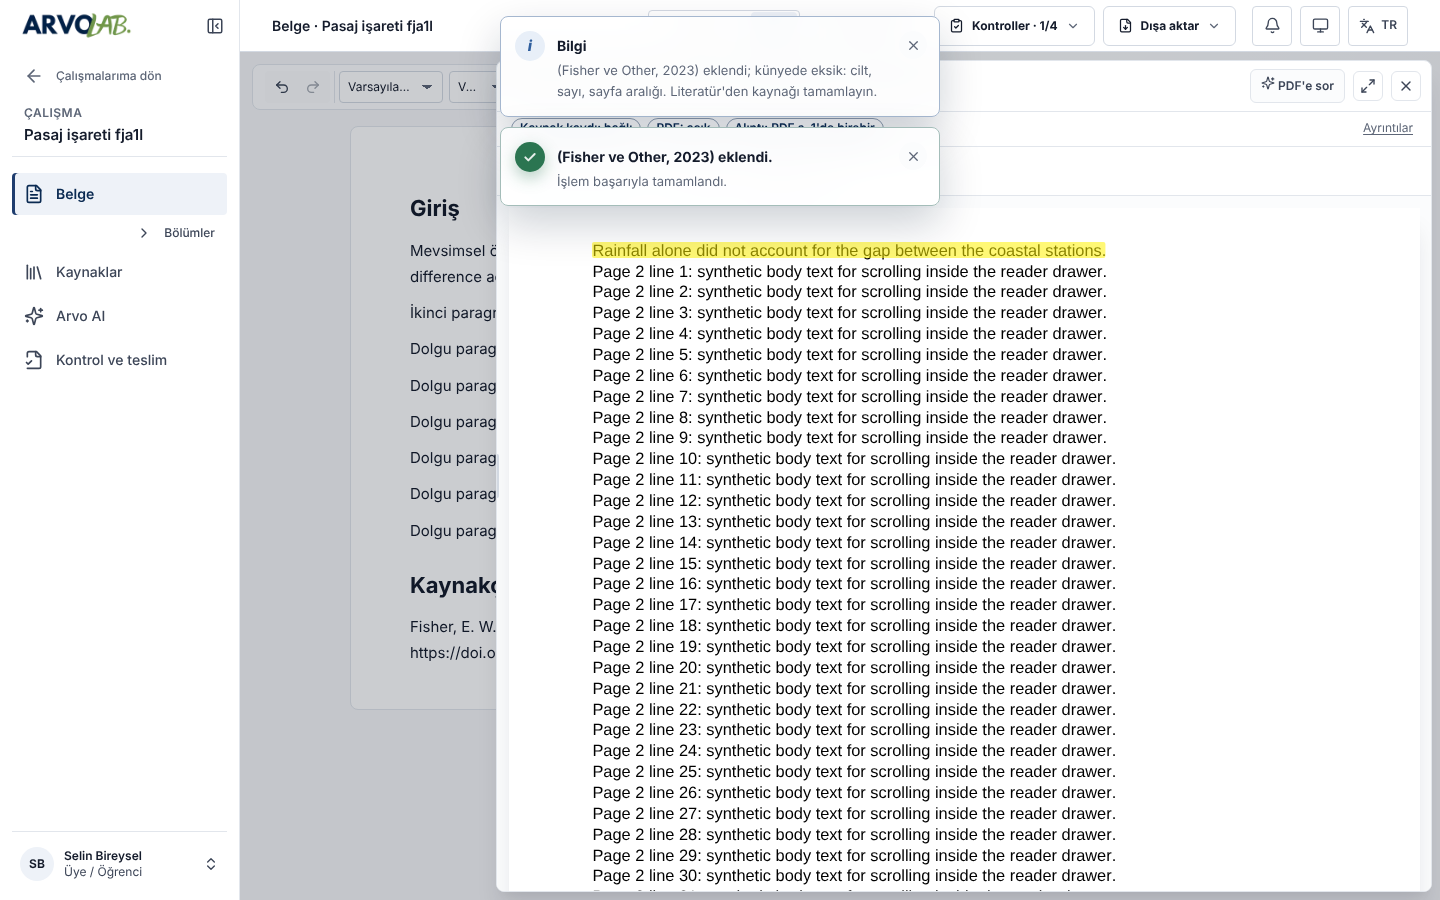 ARVOLAB.
Çalışmalarıma dön
ÇALIŞMA
Pasaj işareti fja1l
Belge
Bölümler
Kaynaklar
Arvo AI
Kontrol ve teslim
SB
Selin Bireysel
Üye / Öğrenci
Belge · Pasaj işareti fja1l
Kontroller · 1/4
Dışa aktar
TR
Varsayıla...
V...
Bilgi
(Fisher ve Other, 2023) eklendi; künyede eksik: cilt,
sayı, sayfa aralığı. Literatür'den kaynağı tamamlayın.
(Fisher ve Other, 2023) eklendi.
İşlem başarıyla tamamlandı.
PDF'e sor
Ayrıntılar
Giriş
Mevsimsel
difference
İkinci
Dolgu
Dolgu
Dolgu
Dolgu
Dolgu
Dolgu
Fisher, E. W.
Rainfall alone did not account for the gap between the coastal stations.
Page 2 line 1: synthetic body text for scrolling inside the reader drawer.
Page 2 line 2: synthetic body text for scrolling inside the reader drawer.
Page 2 line 3: synthetic body text for scrolling inside the reader drawer.
Page 2 line 4: synthetic body text for scrolling inside the reader drawer.
Page 2 line 5: synthetic body text for scrolling inside the reader drawer.
Page 2 line 6: synthetic body text for scrolling inside the reader drawer.
Page 2 line 7: synthetic body text for scrolling inside the reader drawer.
Page 2 line 8: synthetic body text for scrolling inside the reader drawer.
Page 2 line 9: synthetic body text for scrolling inside the reader drawer.
Page 2 line 10: synthetic body text for scrolling inside the reader drawer.
Page 2 line 11: synthetic body text for scrolling inside the reader drawer.
Page 2 line 12: synthetic body text for scrolling inside the reader drawer.
Page 2 line 13: synthetic body text for scrolling inside the reader drawer.
Page 2 line 14: synthetic body text for scrolling inside the reader drawer.
Page 2 line 15: synthetic body text for scrolling inside the reader drawer.
Page 2 line 16: synthetic body text for scrolling inside the reader drawer.
Page 2 line 17: synthetic body text for scrolling inside the reader drawer.
Page 2 line 18: synthetic body text for scrolling inside the reader drawer.
Page 2 line 19: synthetic body text for scrolling inside the reader drawer.
Page 2 line 20: synthetic body text for scrolling inside the reader drawer.
Page 2 line 21: synthetic body text for scrolling inside the reader drawer.
Page 2 line 22: synthetic body text for scrolling inside the reader drawer.
Page 2 line 23: synthetic body text for scrolling inside the reader drawer.
Page 2 line 24: synthetic body text for scrolling inside the reader drawer.
Page 2 line 25: synthetic body text for scrolling inside the reader drawer.
Page 2 line 26: synthetic body text for scrolling inside the reader drawer.
Page 2 line 27: synthetic body text for scrolling inside the reader drawer.
Page 2 line 28: synthetic body text for scrolling inside the reader drawer.
Page 2 line 29: synthetic body text for scrolling inside the reader drawer.
Page 2 line 30: synthetic body text for scrolling inside the reader drawer.